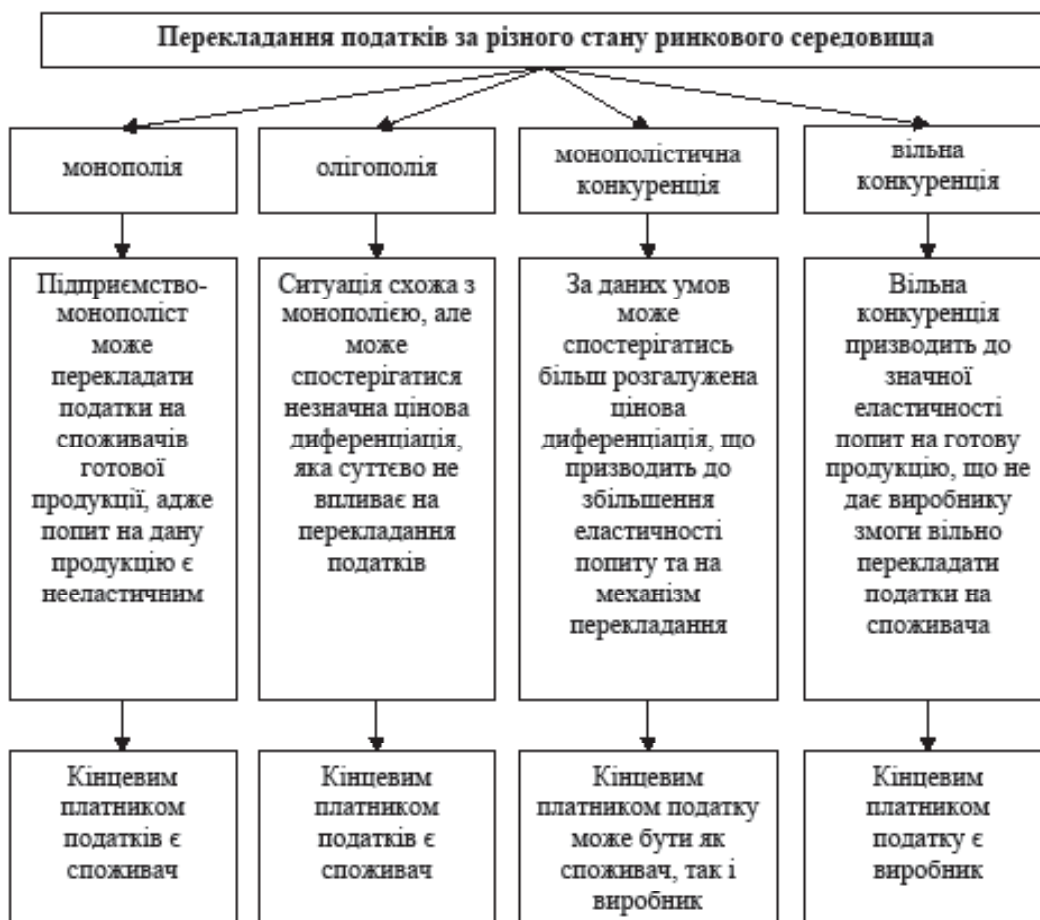 Перекладання податків за різного стану ринкового середовища
монополія
олігополія
монополістична
конкуренція
вільна
конкуренція
Підприємство-
монополіст
може
перекладати
податки на
споживачів
готової
продукції, адже
попит на дану
продукцію є
нееластичним
Ситуація схожа з
монополією, але
може
спостерігатися
незначна цінова
диференціація,
яка суттєво не
впливає на
перекладання
податків
За даних умов
може
спостерігатись
більш розгалужена
цінова
диференціація, що
призводить до
збільшення
еластичності
попиту та на
механізм
перекладання
Вільна
конкуренція
призводить до
значної
еластичності
попит на готову
продукцію, що не
дає виробнику
змоги вільно
перекладати
податки на
споживача
Кінцевим
платником
податків є
споживач
Кінцевим
платником
податків є
споживач
Кінцевим
платником податку
може бути як
споживач, так і
виробник
Кінцевим
платником
податку є
виробник